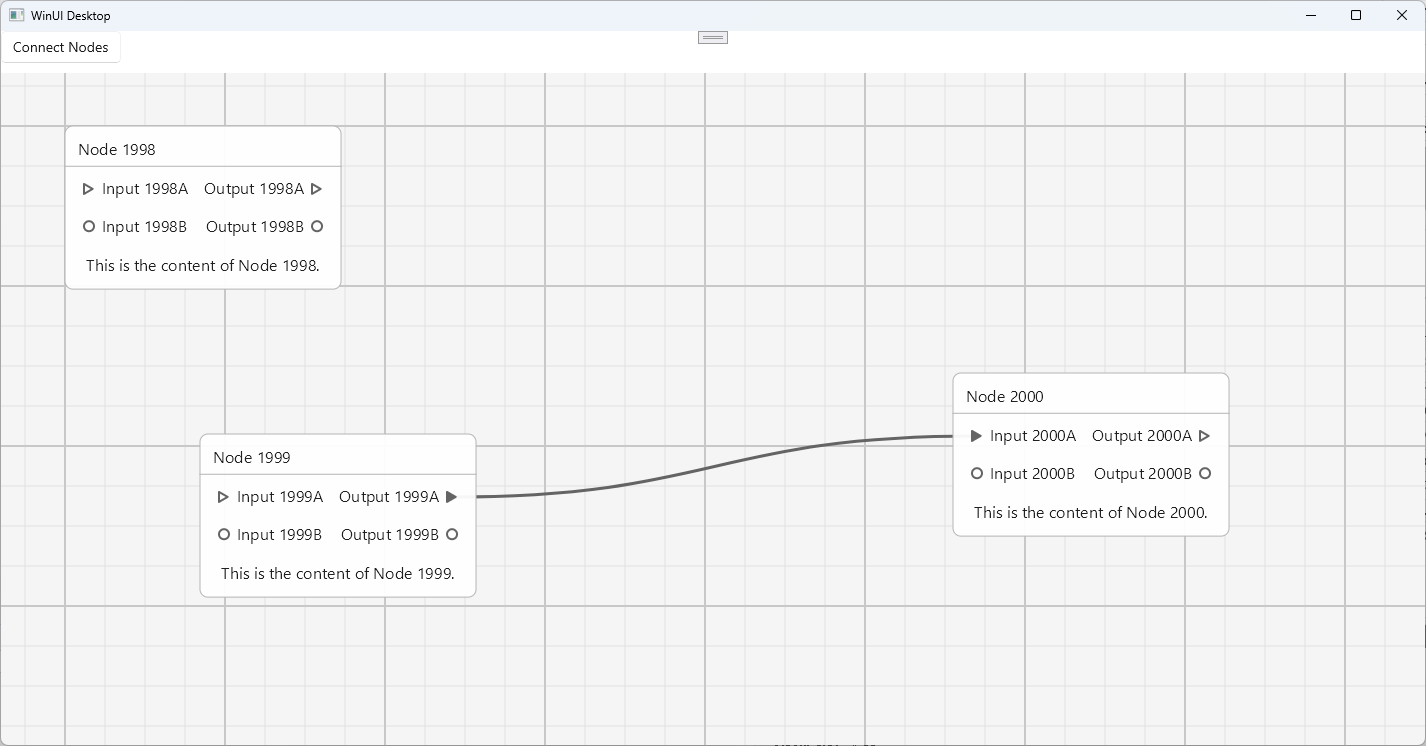 WinUI Desktop
Connect Nodes
Node 1998
Input 1998A Output 1998A
Input 1998B Output 1998B
This is the content of Node 1998.
Node 2000
Input 2000A Output 2000A
Input 2000B Output 2000B
This is the content of Node 2000.
Node 1999
Input 1999A Output 1999A
Input 1999B Output 1999B
This is the content of Node 1999.